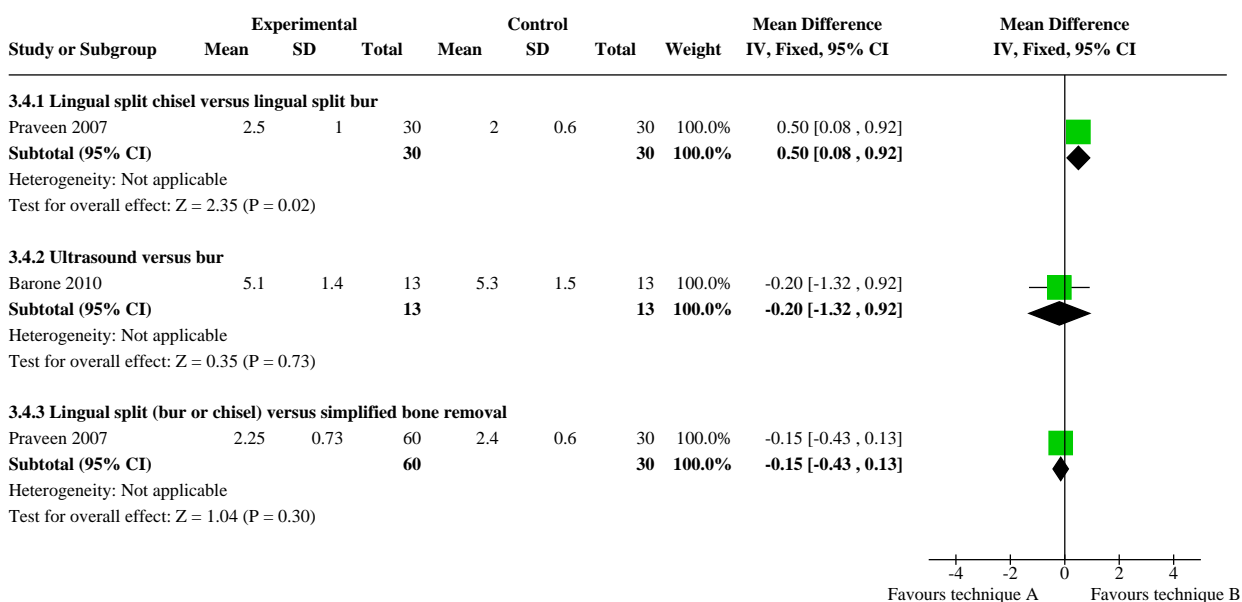 Experimental Control Mean Difference Mean Difference
Study or Subgroup Mean SD Total Mean SD Total Weight IV, Fixed, 95% CI IV, Fixed, 95% CI
3.4.1 Lingual split chisel versus lingual split bur
Praveen 2007 2.5 1 30 2 0.6 30 100.0% 0.50 [0.08 , 0.92]
Subtotal (95% CI) 30 30 100.0% 0.50 [0.08 , 0.92]
Heterogeneity: Not applicable
Test for overall effect: Z = 2.35 (P = 0.02)
3.4.2 Ultrasound versus bur
Barone 2010 5.1 1.4 13 5.3 1.5 13 100.0% -0.20 [-1.32 , 0.92]
Subtotal (95% CI) 13 13 100.0% -0.20 [-1.32 , 0.92]
Heterogeneity: Not applicable
Test for overall effect: Z = 0.35 (P = 0.73)
3.4.3 Lingual split (bur or chisel) versus simplified bone removal
Praveen 2007 2.25 0.73 60 2.4 0.6 30 100.0% -0.15 [-0.43 , 0.13]
Subtotal (95% CI) 60 30 100.0% -0.15 [-0.43 , 0.13]
Heterogeneity: Not applicable
Test for overall effect: Z = 1.04 (P = 0.30)
-4 -2 0 2 4
Favours technique A Favours technique B